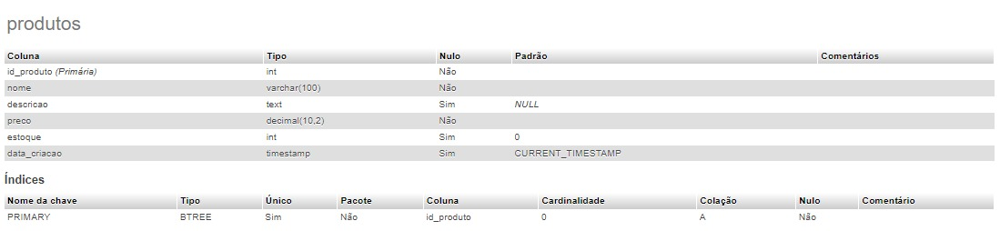 produtos
Coluna Tipo Nulo Padrão Comentários
id_produto (Primária) int Não
nome varchar(100) Não
descricao text Sim NULL
preco decimal(10,2) Não
estoque int Sim 0
data_criacao timestamp Sim CURRENT_TIMESTAMP
Índices
Nome da chave Tipo Único Pacote Coluna Cardinalidade Colação Nulo Comentário
PRIMARY BTREE Sim Não id_produto 0 A Não